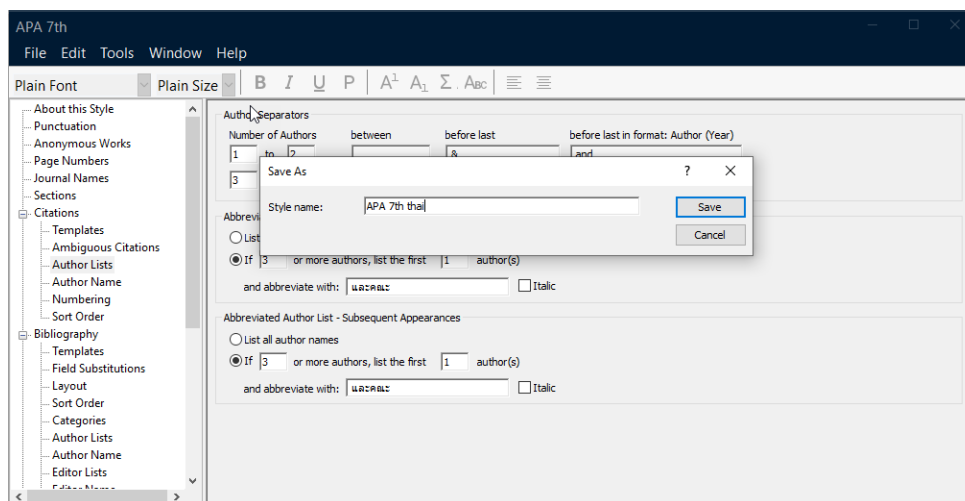 APA 7th
File Edit Tools Window Help
Plain Font Plain Size B I U P A1 A1 Σ ABC
About this Style
Punctuation
Anonymous Works
Page Numbers
Journal Names
Sections
Citations
Templates
Ambiguous Citations
Author Lists
Author Name
Numbering
Sort Order
Bibliography
Templates
Field Substitutions
Layout
Sort Order
Categories
Author Lists
Author Name
Editor Lists
Separators
Number of Authors between before last before last in format: Author (Year)
1 to 2 & and
3
Save As ? X
Style name: APA 7th thai
Save
Cancel
List
If 3 or more authors, list the first 1 author(s)
and abbreviate with: และคณะ Italic
Abbreviated Author List - Subsequent Appearances
List all author names
If 3 or more authors, list the first 1 author(s)
and abbreviate with: และคณะ Italic